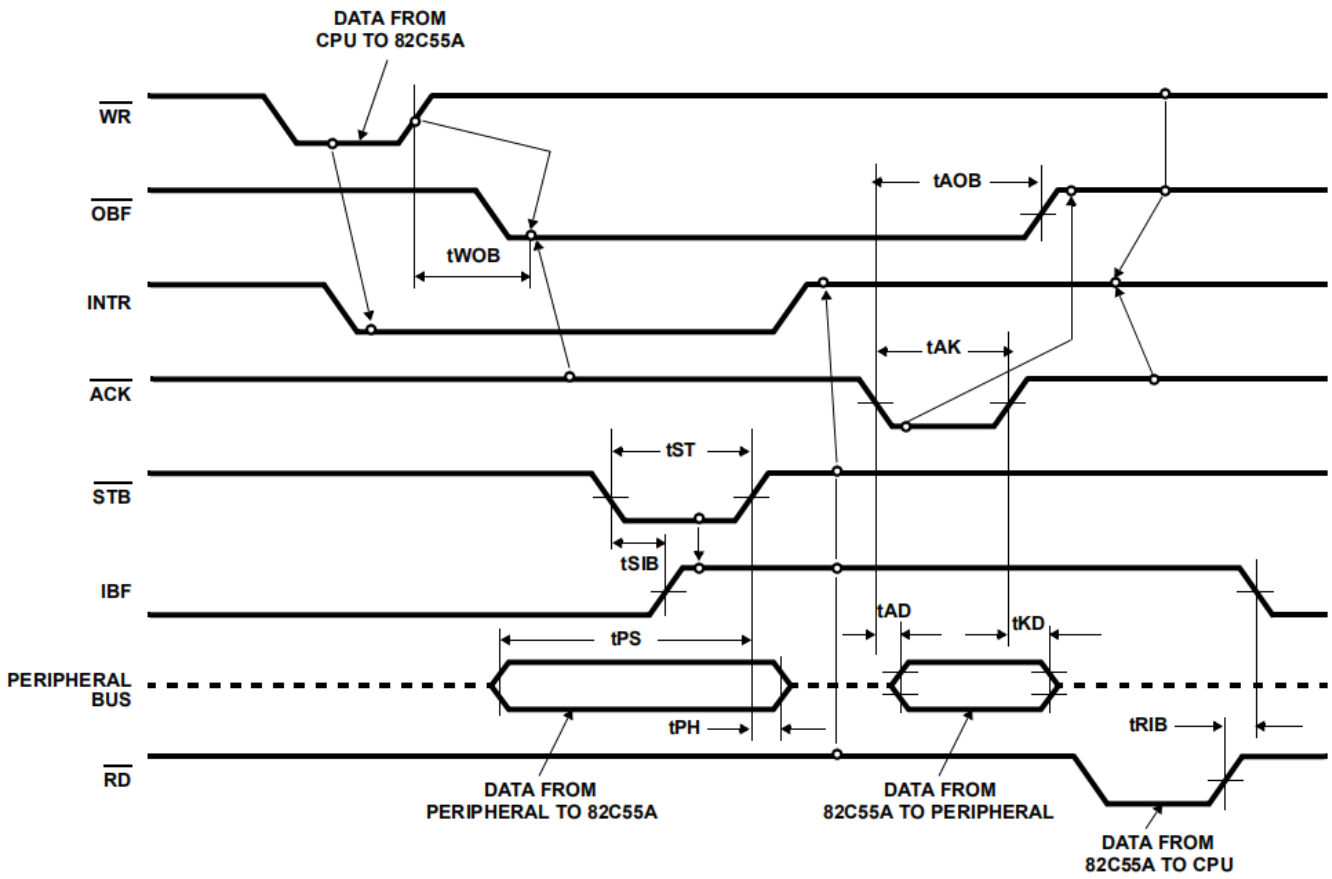 DATA FROM
CPU TO 82C55A
WR
OBF
tAOB
tWOB
INTR
tAK
ACK
tST
STB
tSIB
IBF
tAD
tKD
tPS
PERIPHERAL
BUS
tPH
tRIB
RD
DATA FROM
PERIPHERAL TO 82C55A
DATA FROM
82C55A TO PERIPHERAL
DATA FROM
82C55A TO CPU